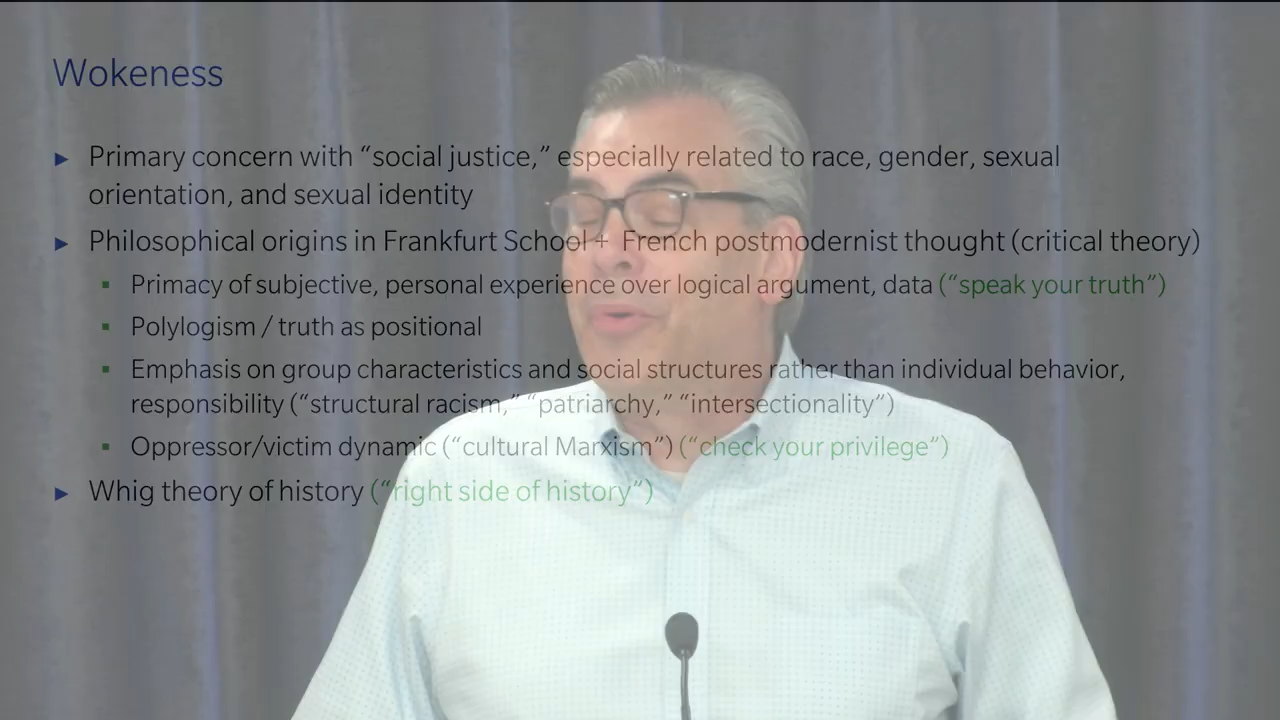 Wokeness
► Primary concern with “social justice,” especially related to race, gender, sexual
orientation, and sexual identity
► Philosophical origins in Frankfurt School + French postmodernist thought (critical theory)
▪ Primacy of subjective, personal experience over logical argument, data (“speak your truth”)
▪ Polylogism / truth as positional
▪ Emphasis on group characteristics and social structures rather than individual behavior,
responsibility (“structural racism,” “patriarchy,” “intersectionality”)
▪ Oppressor/victim dynamic (“cultural Marxism”) (“check your privilege”)
► Whig theory of history (“right side of history”)